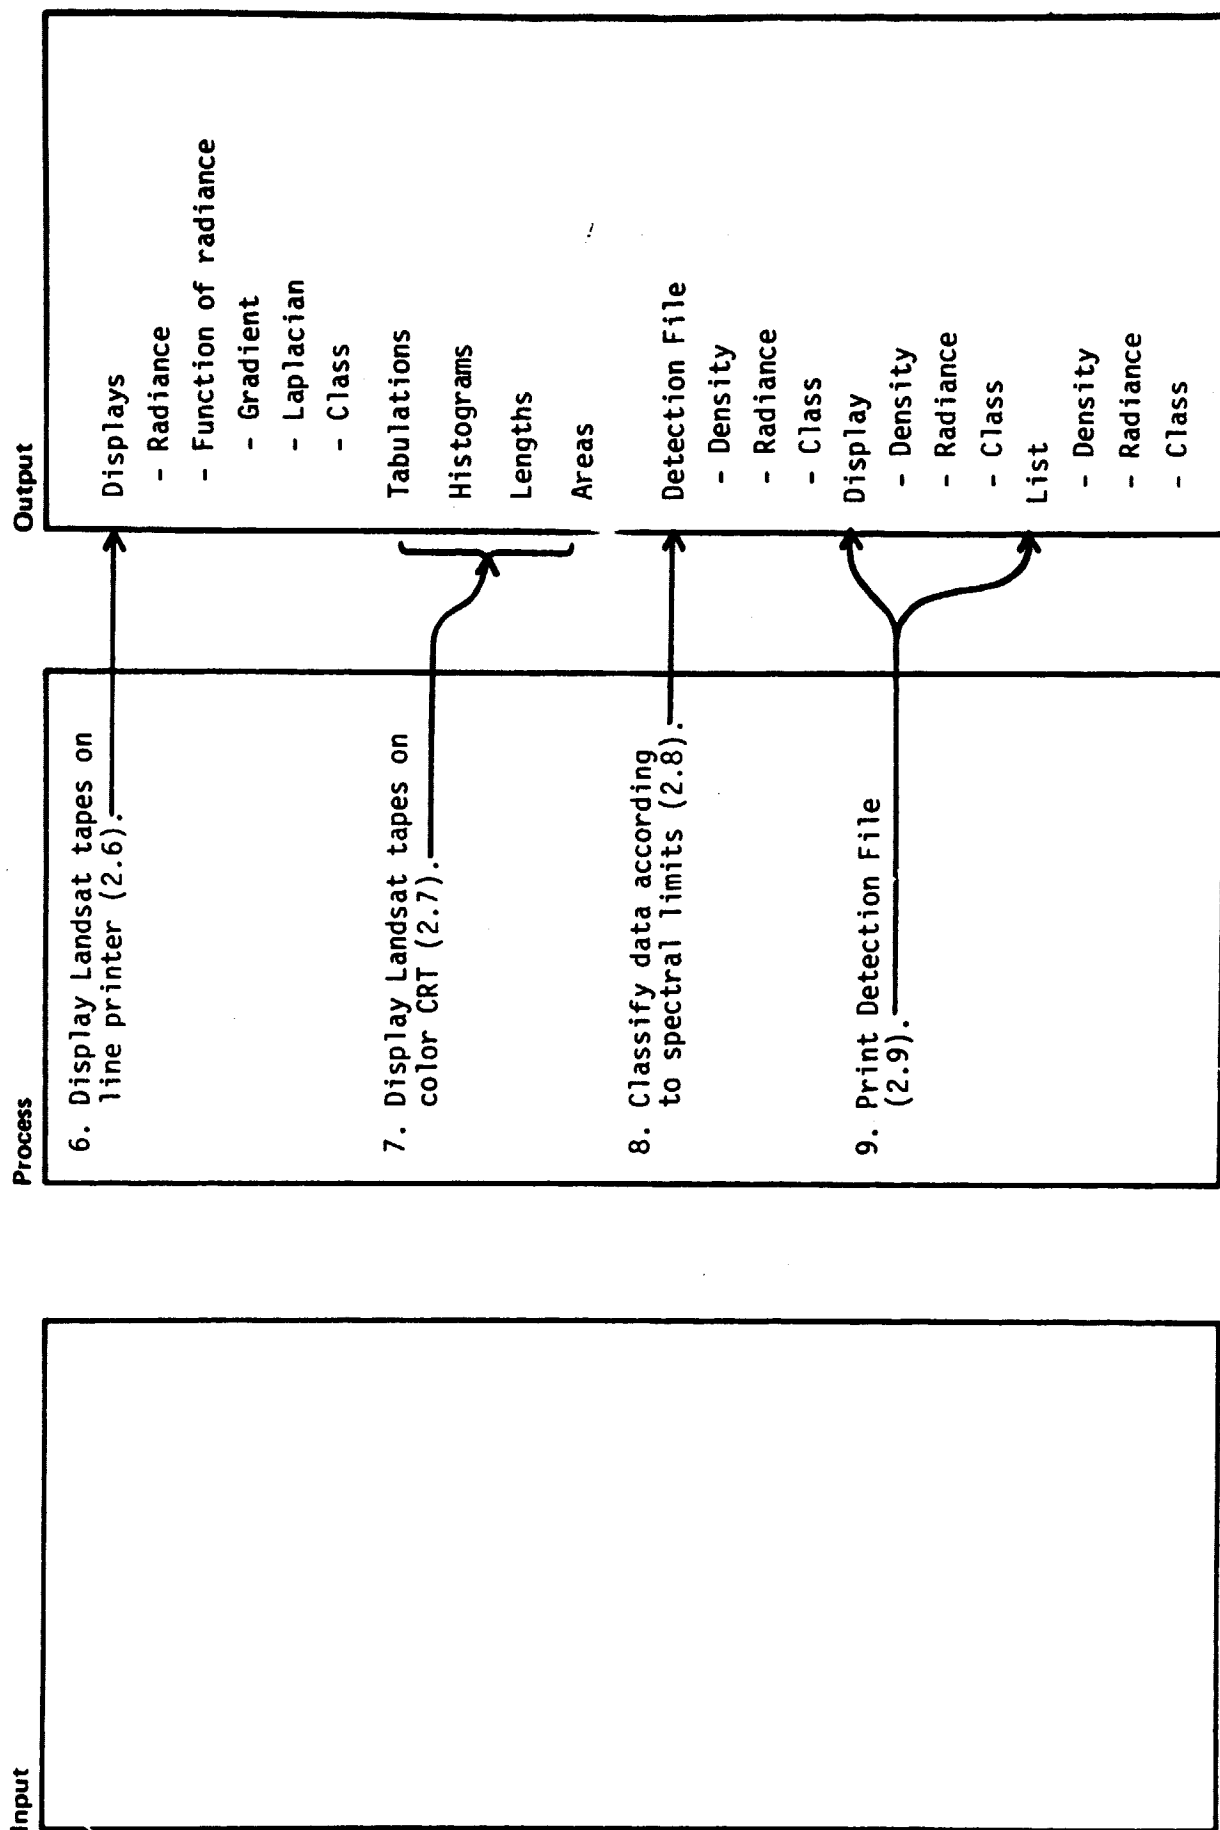 Input
Process
6. Display Landsat tapes on
line printer (2.6).
7. Display Landsat tapes on
color CRT (2.7).
8. Classify data according
to spectral limits (2.8).
9. Print Detection File
(2.9).
Output
Displays
- Radiance
- Function of radiance
- Gradient
- Laplacian
- Class
Tabulations
Histograms
Lengths
Areas
Detection File
- Density
- Radiance
- Class
Display
- Density
- Radiance
- Class
List
- Density
- Radiance
- Class